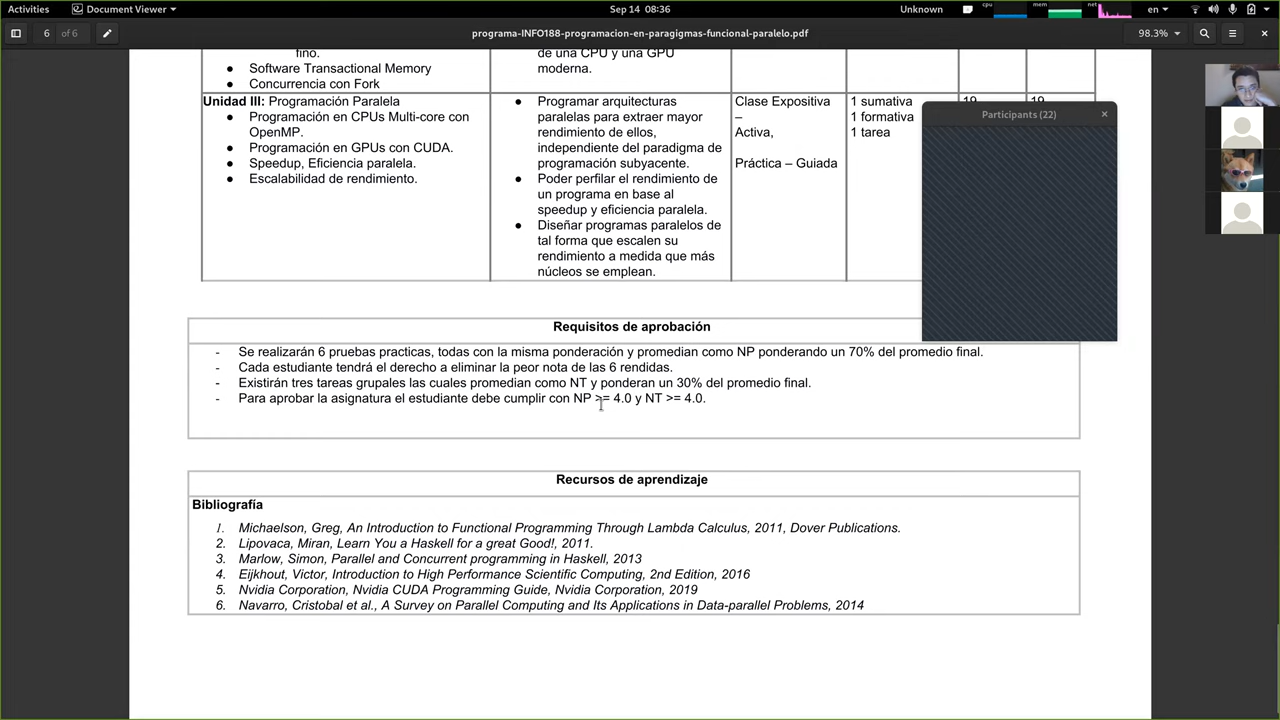 Activities
Document Viewer
Sep 14 08:36
Unknown
cpu
mem
net
en
6 of 6
programa-INFO188-programacion-en-paragigmas-funcional-paralelo.pdf
98.3%
fino.
● Software Transactional Memory
● Concurrencia con Fork
de una CPU y una GPU
moderna.
Unidad III: Programación Paralela
● Programación en CPUs Multi-core con
OpenMP.
● Programación en GPUs con CUDA.
● Speedup, Eficiencia paralela.
● Escalabilidad de rendimiento.
● Programar arquitecturas
paralelas para extraer mayor
rendimiento de ellos,
independiente del paradigma de
programación subyacente.
● Poder perfilar el rendimiento de
un programa en base al
speedup y eficiencia paralela.
● Diseñar programas paralelos de
tal forma que escalen su
rendimiento a medida que más
núcleos se emplean.
Clase Expositiva
–
Activa,
Práctica – Guiada
1 sumativa
1 formativa
1 tarea
Participants (22)
Requisitos de aprobación
- Se realizarán 6 pruebas practicas, todas con la misma ponderación y promedian como NP ponderando un 70% del promedio final.
- Cada estudiante tendrá el derecho a eliminar la peor nota de las 6 rendidas.
- Existirán tres tareas grupales las cuales promedian como NT y ponderan un 30% del promedio final.
- Para aprobar la asignatura el estudiante debe cumplir con NP >= 4.0 y NT >= 4.0.
Recursos de aprendizaje
Bibliografía
1. Michaelson, Greg, An Introduction to Functional Programming Through Lambda Calculus, 2011, Dover Publications.
2. Lipovaca, Miran, Learn You a Haskell for a great Good!, 2011.
3. Marlow, Simon, Parallel and Concurrent programming in Haskell, 2013
4. Eijkhout, Victor, Introduction to High Performance Scientific Computing, 2nd Edition, 2016
5. Nvidia Corporation, Nvidia CUDA Programming Guide, Nvidia Corporation, 2019
6. Navarro, Cristobal et al., A Survey on Parallel Computing and Its Applications in Data-parallel Problems, 2014